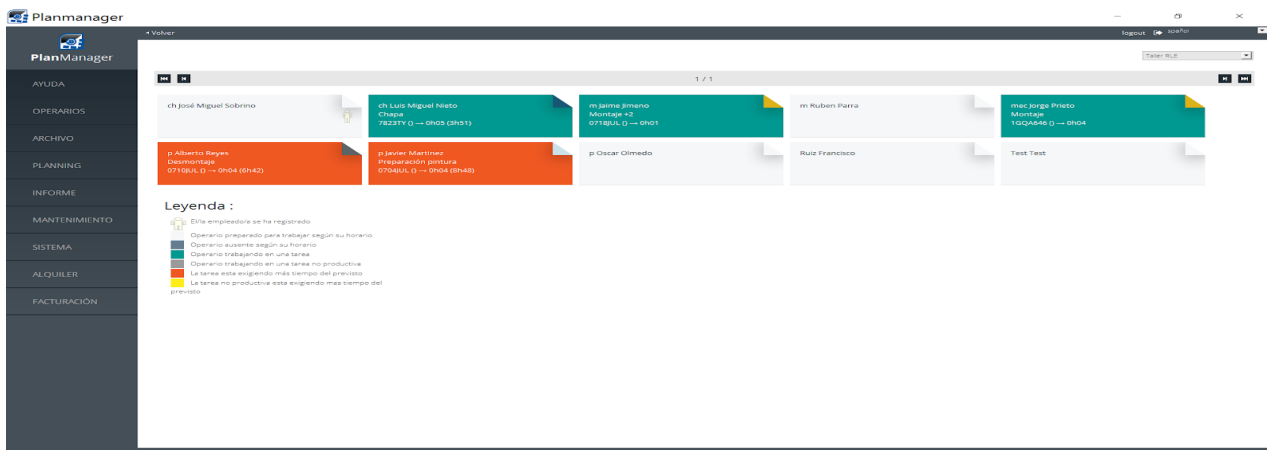 Planmanager
Volver
logout
spañol
PlanManager
Taller RLE
AYUDA
OPERARIOS
ARCHIVO
PLANNING
INFORME
MANTENIMIENTO
SISTEMA
ALQUILER
FACTURACIÓN
1 / 1
ch José Miguel Sobrino
ch Luis Miguel Nieto
Chapa
7823TY () → 0h05 (3h51)
m Jaime Jimeno
Montaje +2
0718JUL () → 0h01
m Ruben Parra
mec Jorge Prieto
Montaje
1GQA646 () → 0h04
p Alberto Reyes
Desmontaje
0710JUL () → 0h04 (6h42)
p Javier Martínez
Preparación pintura
0704JUL () → 0h04 (8h48)
p Oscar Olmedo
Ruiz Francisco
Test Test
Leyenda :
El/la empleado/a se ha registrado
Operario preparado para trabajar según su horario
Operario ausente según su horario
Operario trabajando en una tarea
Operario trabajando en una tarea no productiva
La tarea esta exigiendo más tiempo del previsto
La tarea no productiva esta exigiendo mas tiempo del
previsto